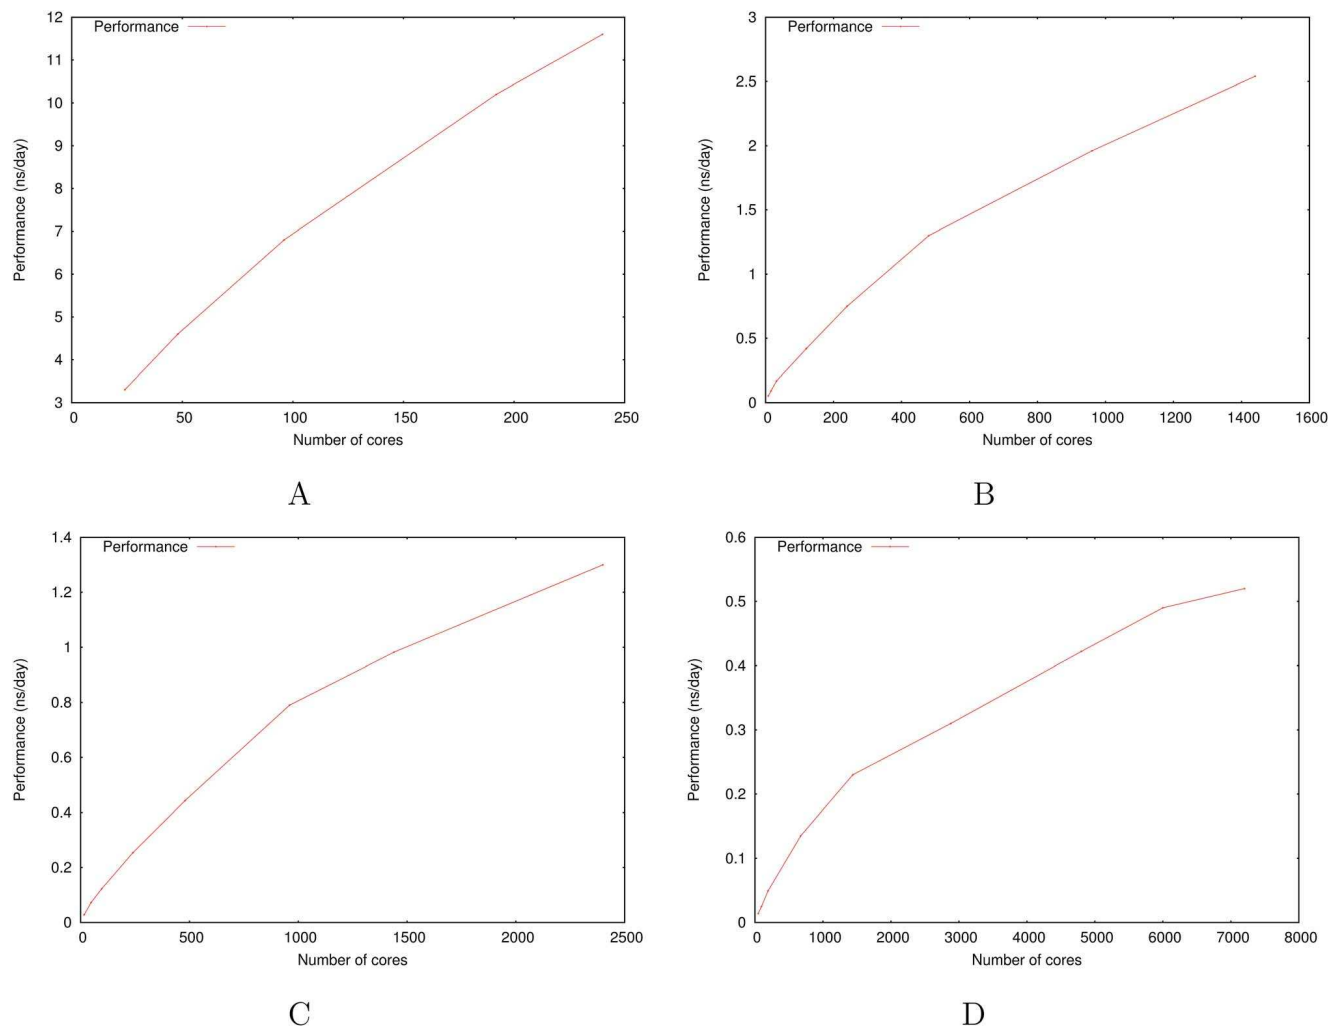 Performance
12
11
10
9
8
7
6
5
4
3
0 50 100 150 200 250
Performance (ns/day)
Number of cores
A
Performance
3
2.5
2
1.5
1
0.5
0
0 200 400 600 800 1000 1200 1400 1600
Performance (ns/day)
Number of cores
B
Performance
1.4
1.2
1
0.8
0.6
0.4
0.2
0
0 500 1000 1500 2000 2500
Performance (ns/day)
Number of cores
C
Performance
0.6
0.5
0.4
0.3
0.2
0.1
0
0 1000 2000 3000 4000 5000 6000 7000 8000
Performance (ns/day)
Number of cores
D